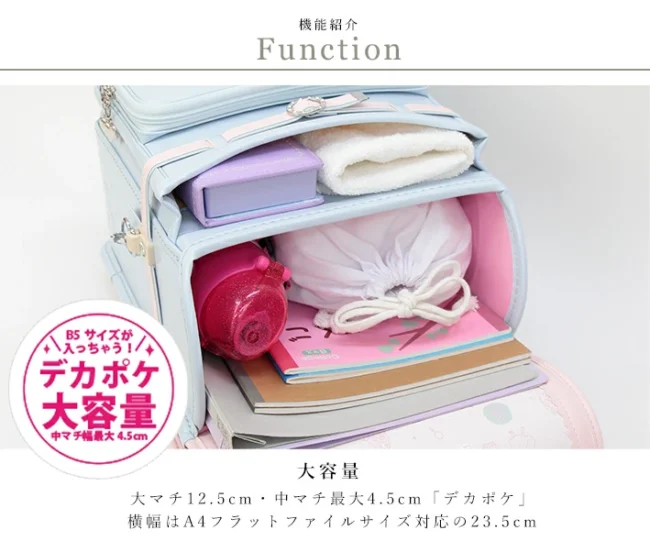 機能紹介
Function
B5 サイズが
入っちゃう！
デカポケ
大容量
中マチ幅最大 4.5cm
大容量
大マチ12.5cm・中マチ最大4.5cm「デカポケ」
横幅はA4フラットファイルサイズ対応の23.5cm